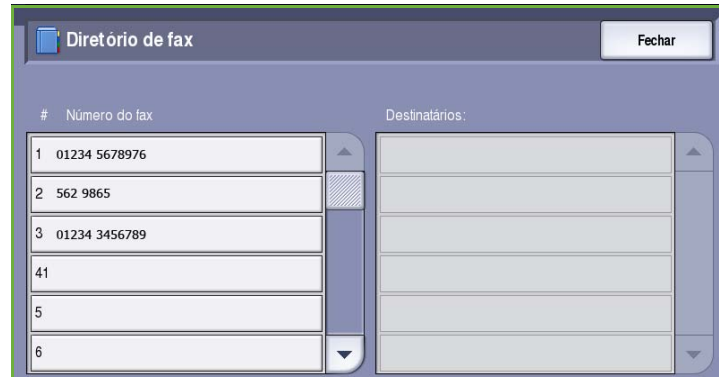 Diretório de fax
Fechar
# Número do fax
Destinatários:
1 01234 5678976
2 562 9865
3 01234 3456789
41
5
6